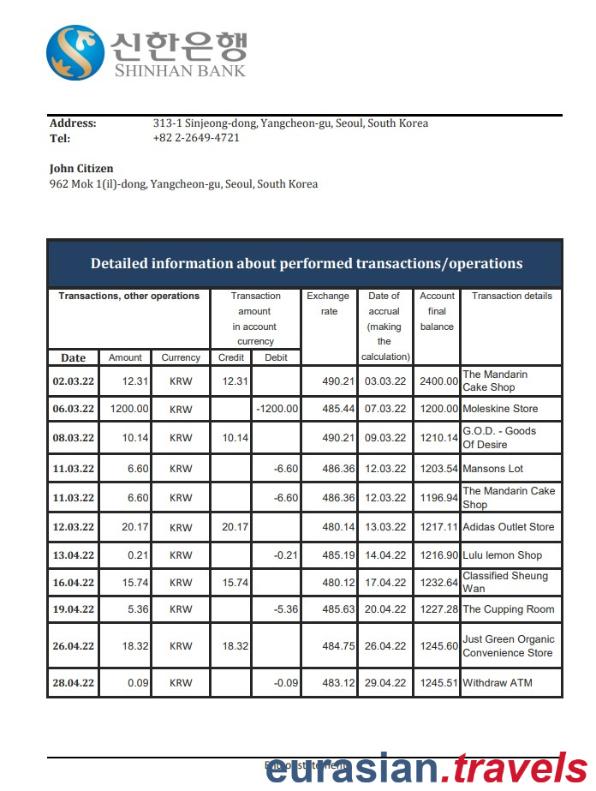 신한은행
SHINHAN BANK
Address: 313-1 Sinjeong-dong, Yangcheon-gu, Seoul, South Korea
Tel: +82 2-2649-4721
John Citizen
962 Mok 1(il)-dong, Yangcheon-gu, Seoul, South Korea
Detailed information about performed transactions/operations
Transactions, other operations
Transaction
amount
in account
currency
Exchange
rate
Date of
accrual
(making
the
calculation)
Account
final
balance
Transaction details
Date Amount Currency Credit Debit
02.03.22 12.31 KRW 12.31 490.21 03.03.22 2400.00 The Mandarin
Cake Shop
06.03.22 1200.00 KRW -1200.00 485.44 07.03.22 1200.00 Moleskine Store
08.03.22 10.14 KRW 10.14 490.21 09.03.22 1210.14 G.O.D. - Goods
Of Desire
11.03.22 6.60 KRW -6.60 486.36 12.03.22 1203.54 Mansons Lot
11.03.22 6.60 KRW -6.60 486.36 12.03.22 1196.94 The Mandarin Cake
Shop
12.03.22 20.17 KRW 20.17 480.14 13.03.22 1217.11 Adidas Outlet Store
13.04.22 0.21 KRW -0.21 485.19 14.04.22 1216.90 Lulu lemon Shop
16.04.22 15.74 KRW 15.74 480.12 17.04.22 1232.64 Classified Sheung
Wan
19.04.22 5.36 KRW -5.36 485.63 20.04.22 1227.28 The Cupping Room
26.04.22 18.32 KRW 18.32 484.75 26.04.22 1245.60 Just Green Organic
Convenience Store
28.04.22 0.09 KRW -0.09 483.12 29.04.22 1245.51 Withdraw ATM
eurasian.travels